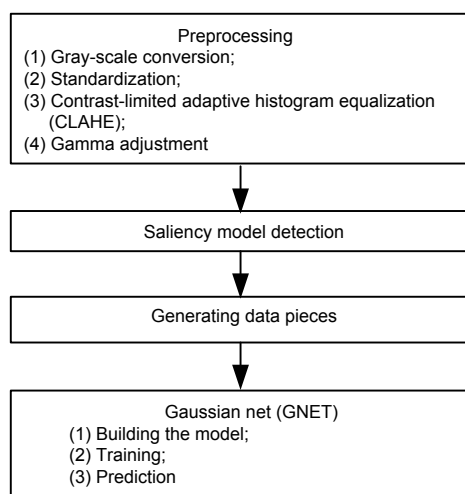 Preprocessing
(1) Gray-scale conversion;
(2) Standardization;
(3) Contrast-limited adaptive histogram equalization
(CLAHE);
(4) Gamma adjustment
Saliency model detection
Generating data pieces
Gaussian net (GNET)
(1) Building the model;
(2) Training;
(3) Prediction